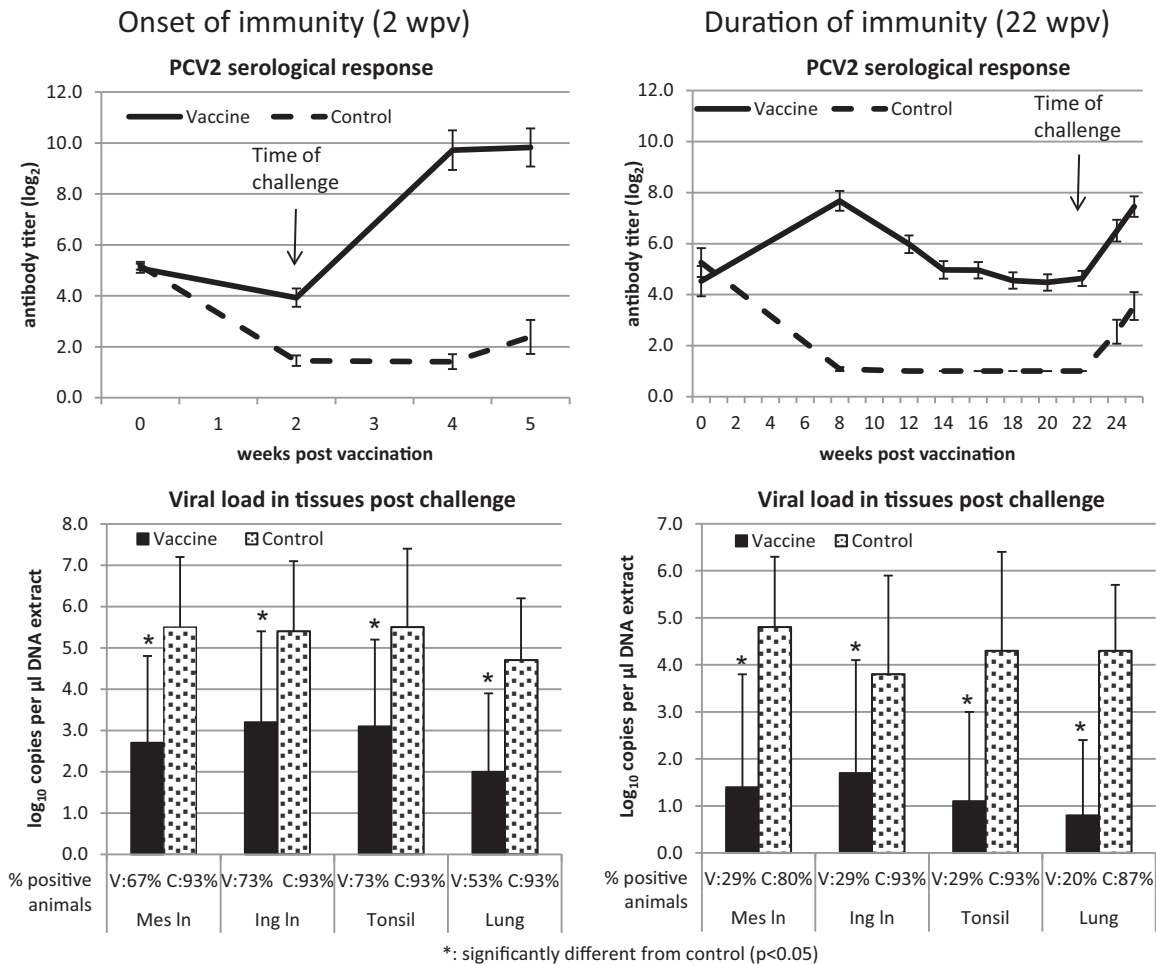 Onset of immunity (2 wpv)
PCV2 serological response
12.0
10.0
8.0
6.0
4.0
2.0
0.0
antibody titer (log2)
Vaccine
Control
Time of
challenge
0 1 2 3 4 5
weeks post vaccination
Duration of immunity (22 wpv)
PCV2 serological response
12.0
10.0
8.0
6.0
4.0
2.0
0.0
antibody titer (log2)
Vaccine
Control
Time of
challenge
0 2 4 6 8 10 12 14 16 18 20 22 24
weeks post vaccination
Viral load in tissues post challenge
8.0
7.0
6.0
5.0
4.0
3.0
2.0
1.0
0.0
log10 copies per µl DNA extract
Vaccine
Control
*
*
*
*
% positive
animals
V:67% C:93% V:73% C:93% V:73% C:93% V:53% C:93%
Mes ln Ing ln Tonsil Lung
Viral load in tissues post challenge
7.0
6.0
5.0
4.0
3.0
2.0
1.0
0.0
Log10 copies per µl DNA extract
Vaccine
Control
*
*
*
*
% positive
animals
V:29% C:80% V:29% C:93% V:29% C:93% V:20% C:87%
Mes ln Ing ln Tonsil Lung
*: significantly different from control (p<0.05)